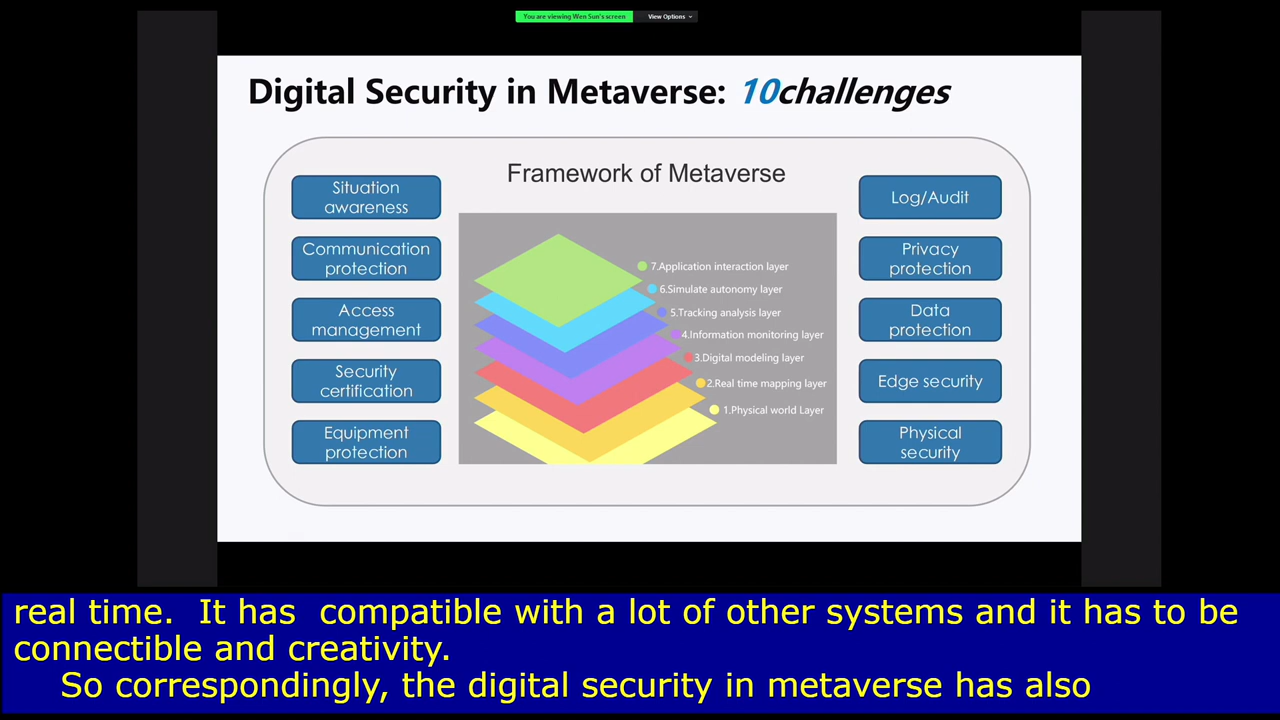 You are viewing Wen Sun's screen
View Options
Digital Security in Metaverse: 10challenges
Framework of Metaverse
Situation
awareness
Communication
protection
Access
management
Security
certification
Equipment
protection
7.Application interaction layer
6.Simulate autonomy layer
5.Tracking analysis layer
4.Information monitoring layer
3.Digital modeling layer
2.Real time mapping layer
1.Physical world Layer
Log/Audit
Privacy
protection
Data
protection
Edge security
Physical
security
real time.  It has  compatible with a lot of other systems and it has to be
connectible and creativity.
So correspondingly, the digital security in metaverse has also